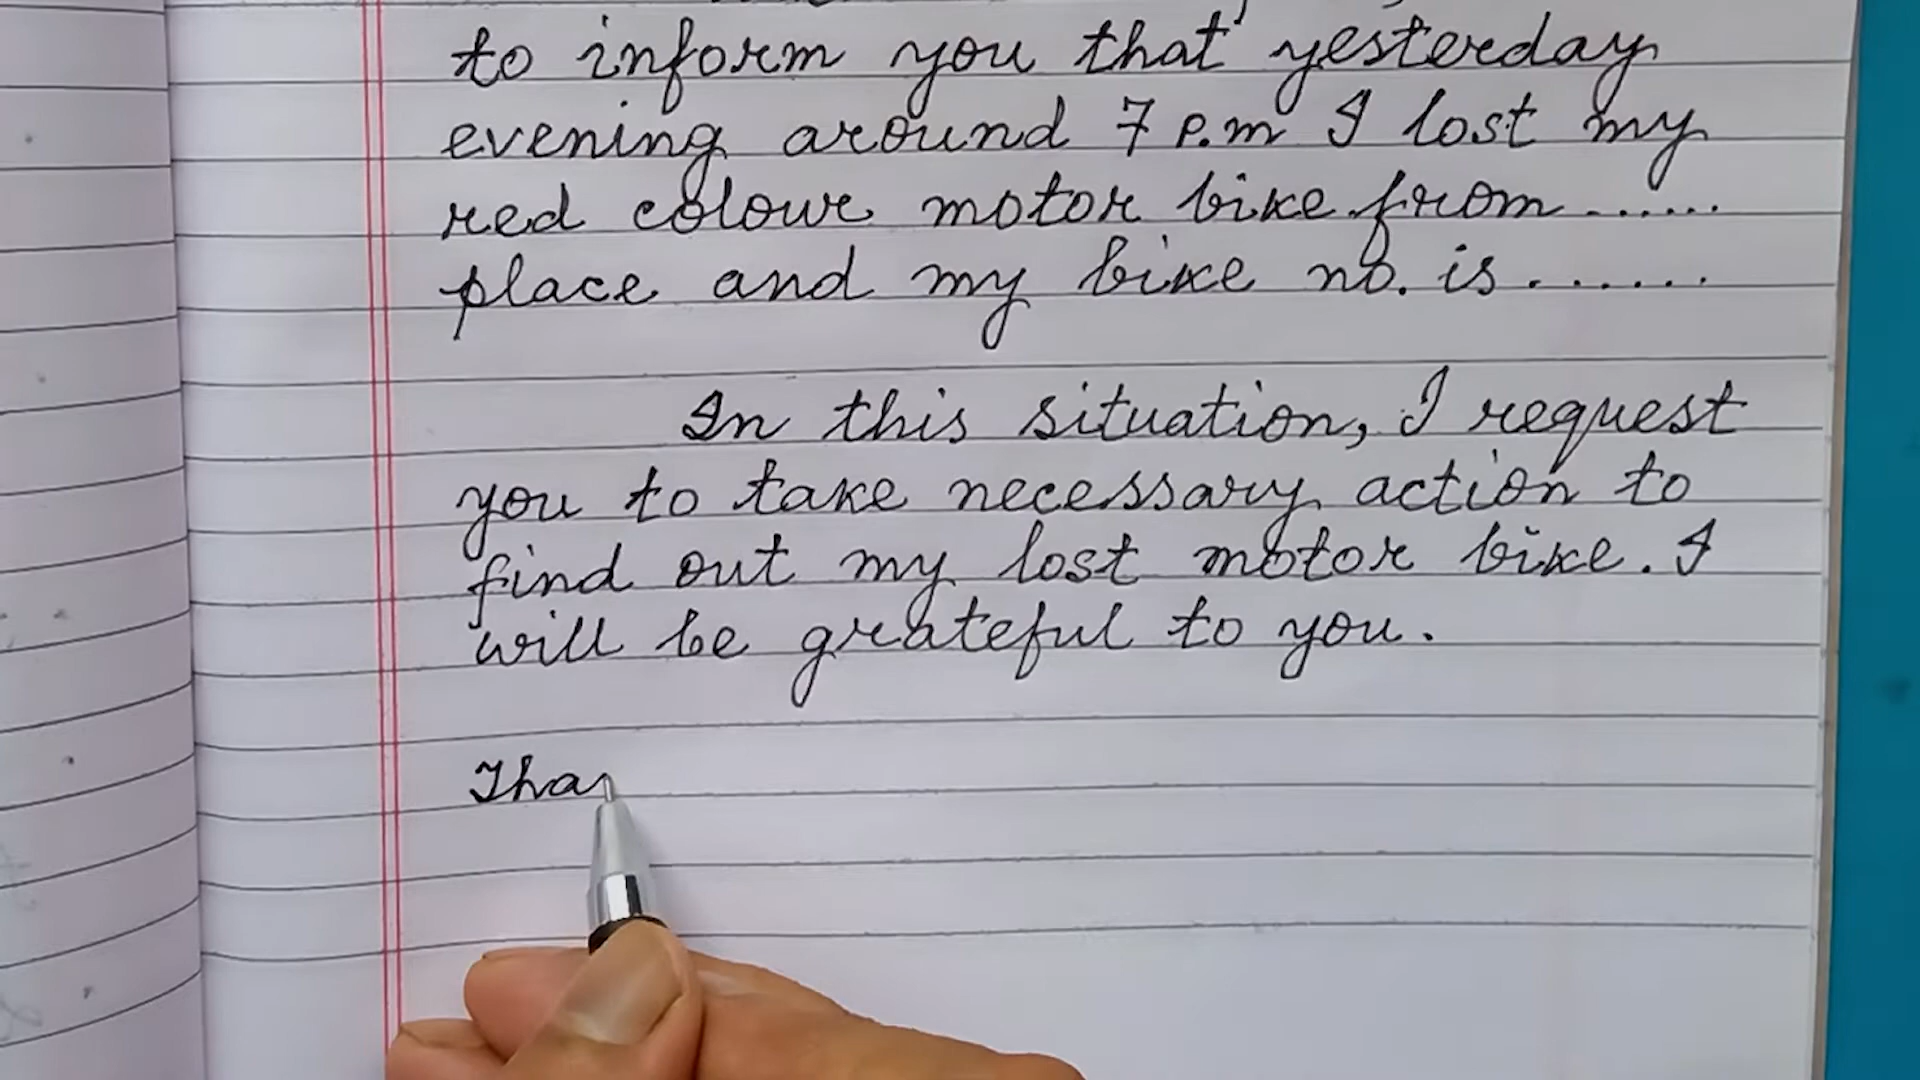 to inform you that yesterday
evening around 7 P.m I lost my
red colour motor bike from ......
place and my bike no. is .......
In this situation, I request
you to take necessary action to
find out my lost motor bike. I
will be grateful to you.
Than